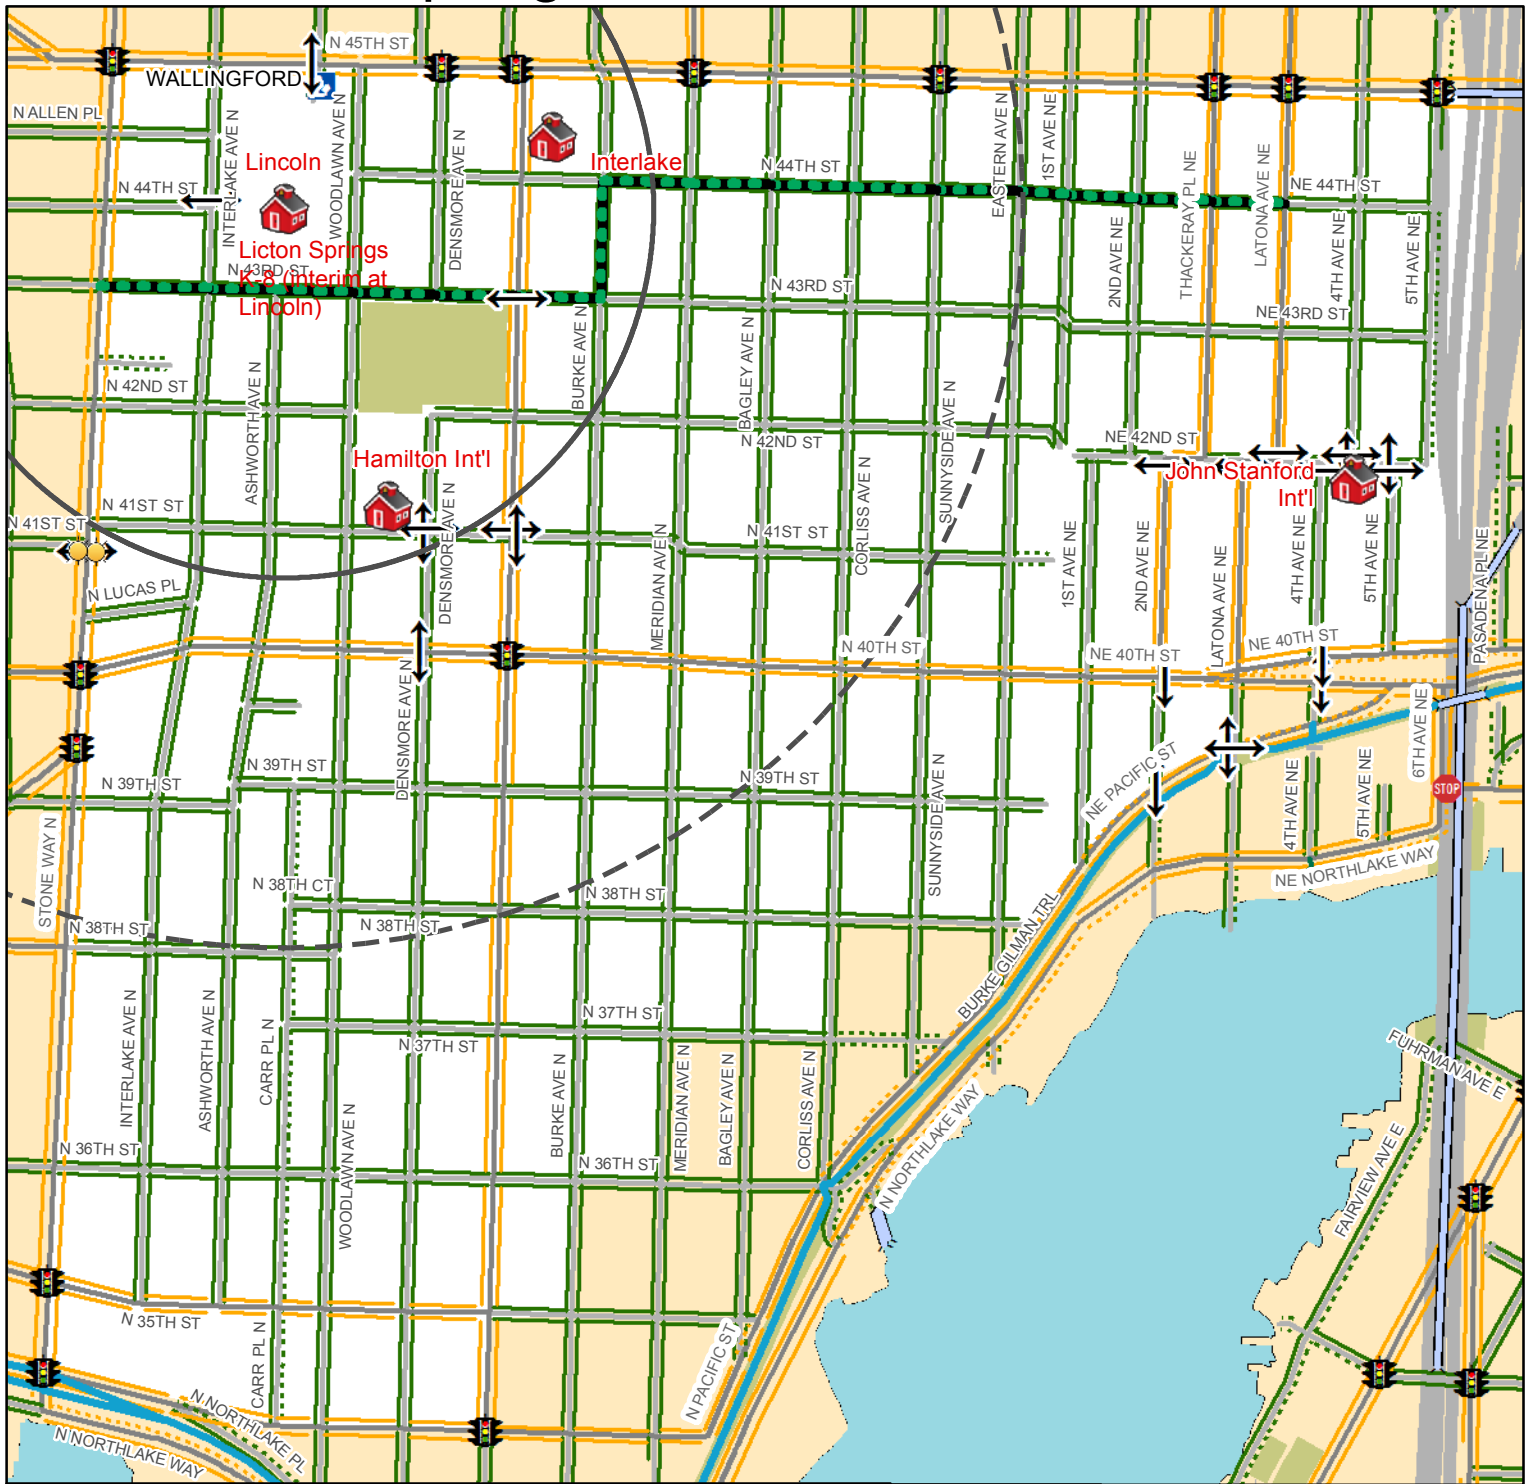 N 45TH ST
WALLINGFORD
N ALLEN PL
INTERLAKE AVE N
WOODLAWN AVE N
DENSMORE AVE N
Lincoln
Interlake
N 44TH ST
N 44TH ST
EASTERN AVE N
1ST AVE NE
THACKERAY PL NE
LATONA AVE NE
NE 44TH ST
2ND AVE NE
4TH AVE NE
5TH AVE NE
Licton Springs
N 43RD ST
K-8 (interim at
Lincoln)
N 43RD ST
NE 43RD ST
BURKE AVE N
BAGLEY AVE N
SUNNYSIDE AVE N
N 42ND ST
ASHWORTH AVE N
N 42ND ST
NE 42ND ST
Hamilton Int'l
John Stanford
Int'l
N 41ST ST
N 41ST ST
DENSMORE AVE N
N 41ST ST
MERIDIAN AVE N
CORLISS AVE N
1ST AVE NE
2ND AVE NE
LATONA AVE NE
4TH AVE NE
5TH AVE NE
PASADENA PL NE
N LUCAS PL
N 40TH ST
NE 40TH ST
NE 40TH ST
DENSMORE AVE N
6TH AVE NE
N 39TH ST
N 39TH ST
N 39TH ST
SUNNYSIDE AVE N
NE PACIFIC ST
4TH AVE NE
5TH AVE NE
STOP
STONE WAY N
NE NORTHLAKE WAY
N 38TH CT
N 38TH ST
N 38TH ST
N 38TH ST
BURKE GILMAN TRL
INTERLAKE AVE N
ASHWORTH AVE N
CARR PL N
N 37TH ST
N 37TH ST
BURKE AVE N
MERIDIAN AVE N
BAGLEY AVE N
CORLISS AVE N
FUHRMAN AVE E
N 36TH ST
WOODLAWN AVE N
N 36TH ST
N NORTHLAKE WAY
FAIRVIEW AVE E
N 35TH ST
CARR PL N
N PACIFIC ST
N NORTHLAKE PL
N NORTHLAKE WAY